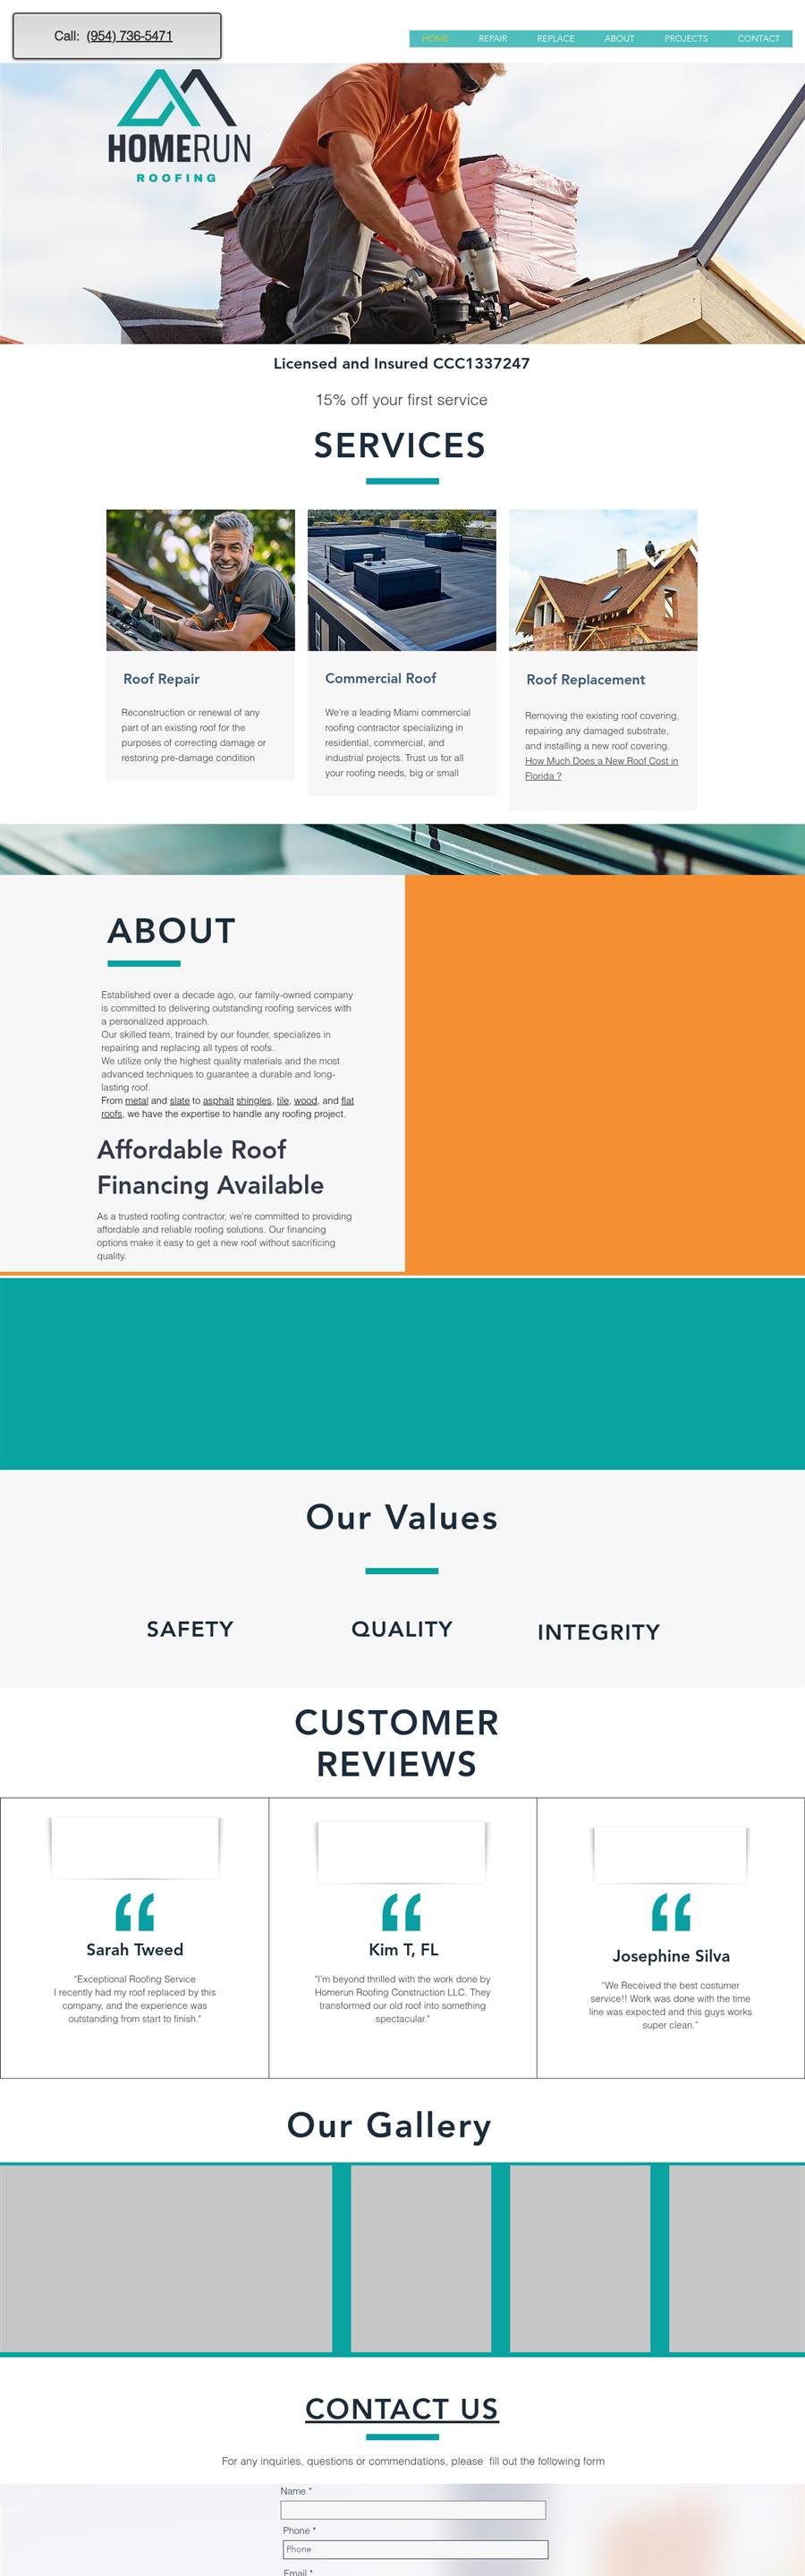 Call: (954) 736-5471
HOME REPAIR REPLACE ABOUT PROJECTS CONTACT
HOMERUN
ROOFING
Licensed and Insured CCC1337247
15% off your first service
SERVICES
Roof Repair
Reconstruction or renewal of any
part of an existing roof for the
purposes of correcting damage or
restoring pre-damage condition
Commercial Roof
We're a leading Miami commercial
roofing contractor specializing in
residential, commercial, and
industrial projects. Trust us for all
your roofing needs, big or small
Roof Replacement
Removing the existing roof covering,
repairing any damaged substrate,
and installing a new roof covering.
How Much Does a New Roof Cost in
Florida ?
ABOUT
Established over a decade ago, our family-owned company
is committed to delivering outstanding roofing services with
a personalized approach.
Our skilled team, trained by our founder, specializes in
repairing and replacing all types of roofs.
We utilize only the highest quality materials and the most
advanced techniques to guarantee a durable and long-
lasting roof.
From metal and slate to asphalt shingles, tile, wood, and flat
roofs, we have the expertise to handle any roofing project.
Affordable Roof
Financing Available
As a trusted roofing contractor, we're committed to providing
affordable and reliable roofing solutions. Our financing
options make it easy to get a new roof without sacrificing
quality.
Our Values
SAFETY
QUALITY
INTEGRITY
CUSTOMER
REVIEWS
Sarah Tweed
"Exceptional Roofing Service
I recently had my roof replaced by this
company, and the experience was
outstanding from start to finish."
Kim T, FL
"I'm beyond thrilled with the work done by
Homerun Roofing Construction LLC. They
transformed our old roof into something
spectacular."
Josephine Silva
"We Received the best costumer
service!! Work was done with the time
line was expected and this guys works
super clean."
Our Gallery
CONTACT US
For any inquiries, questions or commendations, please  fill out the following form
Name *
Phone *
Phone
Email *